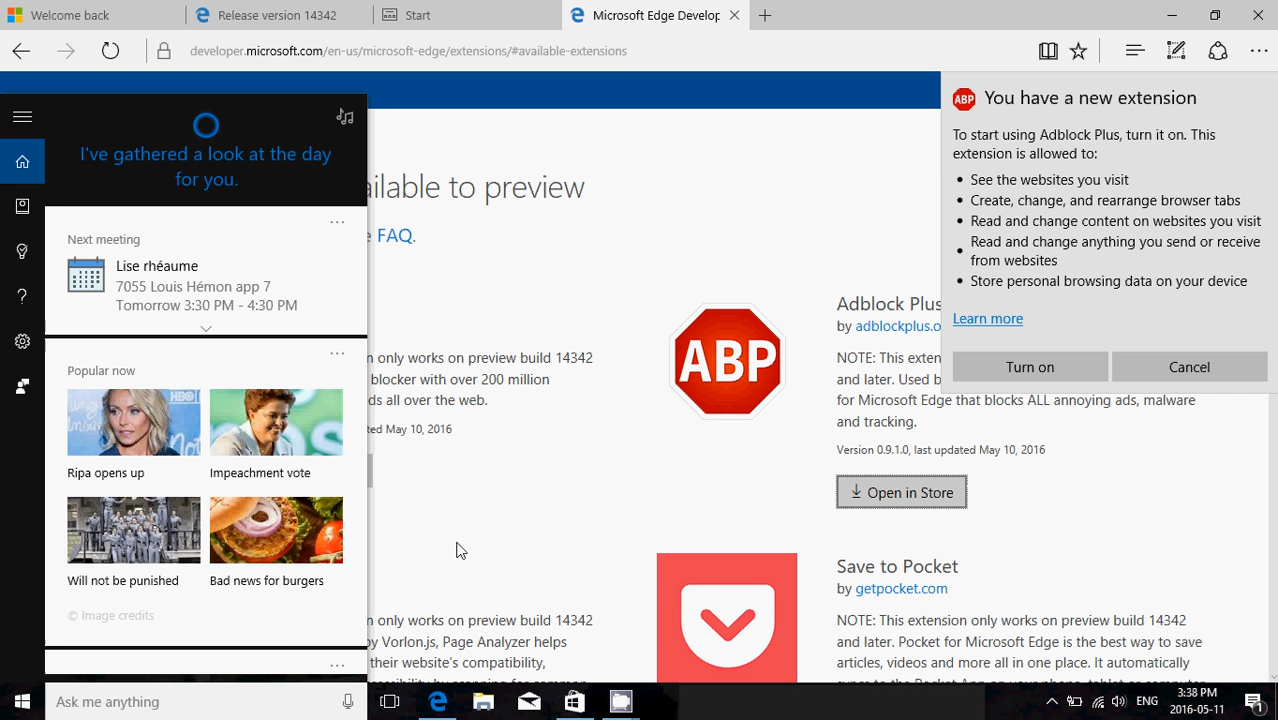 Welcome back
Release version 14342
Start
Microsoft Edge Develop
developer.microsoft.com/en-us/microsoft-edge/extensions/#available-extensions
I've gathered a look at the day
for you.
Next meeting
Lise rhéaume
7055 Louis Hémon app 7
Tomorrow 3:30 PM - 4:30 PM
Popular now
HBO
Ripa opens up
Impeachment vote
Will not be punished
Bad news for burgers
© Image credits
Ask me anything
ailable to preview
e FAQ.
n only works on preview build 14342
blocker with over 200 million
ds all over the web.
ted May 10, 2016
n only works on preview build 14342
by Vorlon.js, Page Analyzer helps
their website's compatibility,
ABP
Adblock Plus
by adblockplus.o
NOTE: This exten
and later. Used b
for Microsoft Edge that blocks ALL annoying ads, malware
and tracking.
Version 0.9.1.0, last updated May 10, 2016
Open in Store
Save to Pocket
by getpocket.com
NOTE: This extension only works on preview build 14342
and later. Pocket for Microsoft Edge is the best way to save
articles, videos and more all in one place. It automatically
ABP
You have a new extension
To start using Adblock Plus, turn it on. This
extension is allowed to:
• See the websites you visit
• Create, change, and rearrange browser tabs
• Read and change content on websites you visit
• Read and change anything you send or receive
from websites
• Store personal browsing data on your device
Learn more
Turn on
Cancel
ENG
3:38 PM
2016-05-11
1